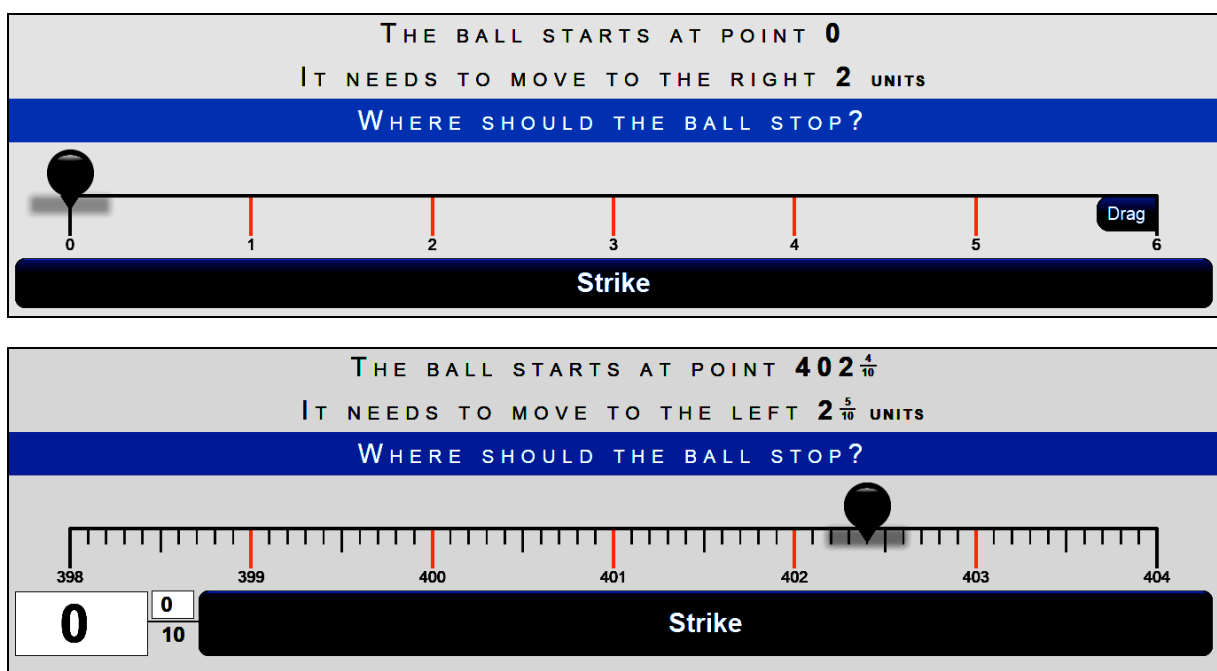 The ball starts at point 0
It needs to move to the right 2 units
Where should the ball stop?
Drag
0 1 2 3 4 5 6
Strike
The ball starts at point 402 4/10
It needs to move to the left 2 5/10 units
Where should the ball stop?
398 399 400 401 402 403 404
0 0/10
Strike